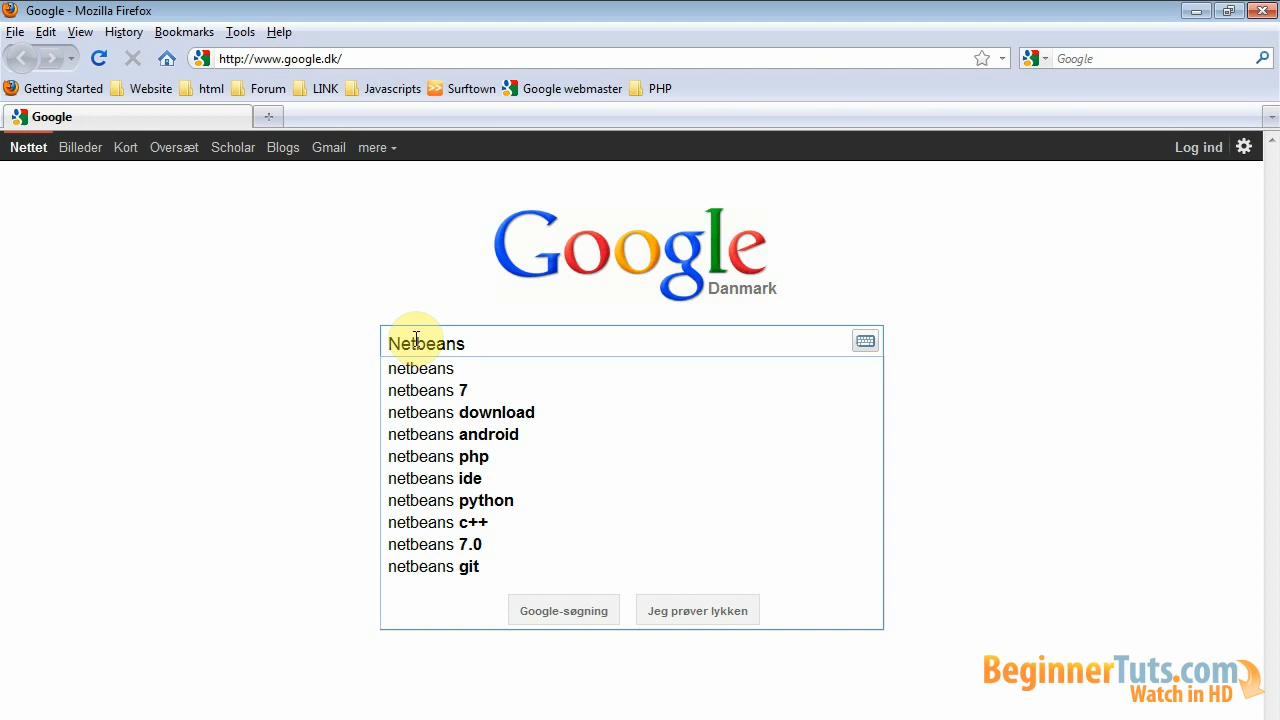 Google - Mozilla Firefox
File Edit View History Bookmarks Tools Help
http://www.google.dk/ Google
Getting Started Website html Forum LINK Javascripts Surftown Google webmaster PHP
Google
Nettet Billeder Kort Oversæt Scholar Blogs Gmail mere Log ind
Google
Danmark
Netbeans
netbeans
netbeans 7
netbeans download
netbeans android
netbeans php
netbeans ide
netbeans python
netbeans c++
netbeans 7.0
netbeans git
Google-søgning Jeg prøver lykken
BeginnerTuts.com
Watch in HD